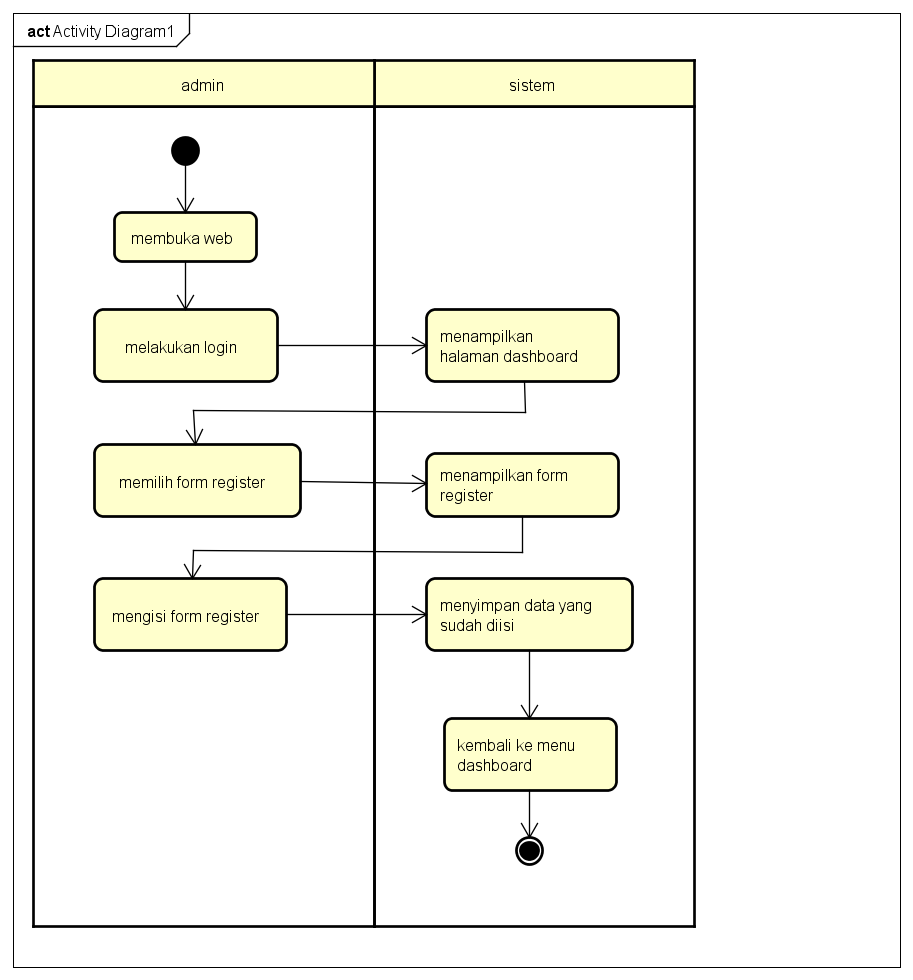 act Activity Diagram1
admin
sistem
membuka web
melakukan login
menampilkan
halaman dashboard
memilih form register
menampilkan form
register
mengisi form register
menyimpan data yang
sudah diisi
kembali ke menu
dashboard